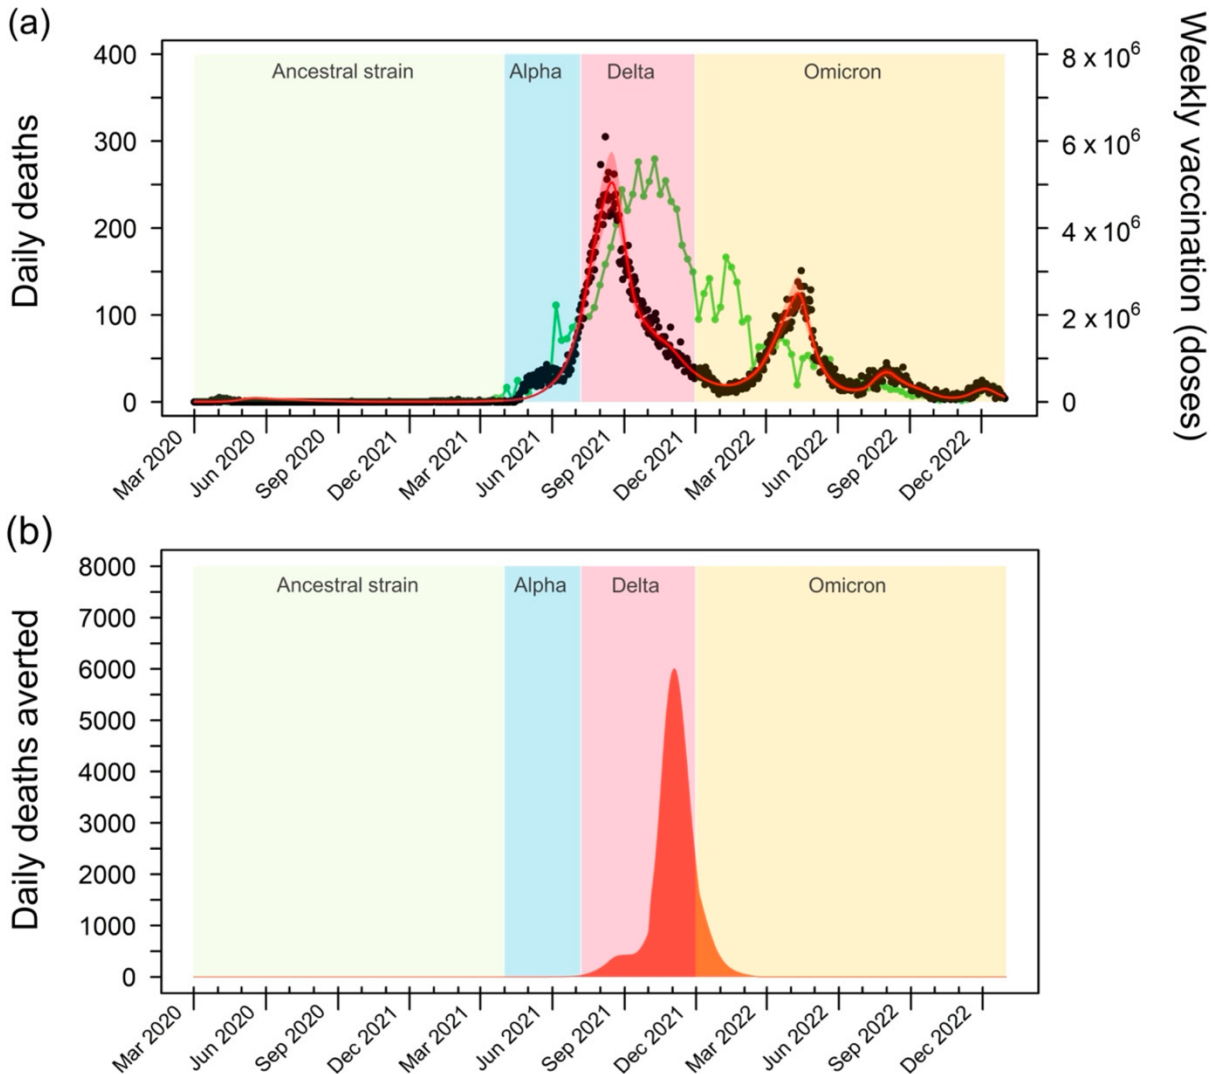 (a)
Daily deaths
400
300
200
100
0
Ancestral strain
Alpha
Delta
Omicron
8 x 10⁶
6 x 10⁶
4 x 10⁶
2 x 10⁶
0
Weekly vaccination (doses)
Mar 2020
Jun 2020
Sep 2020
Dec 2021
Mar 2021
Jun 2021
Sep 2021
Dec 2021
Mar 2022
Jun 2022
Sep 2022
Dec 2022
(b)
Daily deaths averted
8000
7000
6000
5000
4000
3000
2000
1000
0
Ancestral strain
Alpha
Delta
Omicron
Mar 2020
Jun 2020
Sep 2020
Dec 2021
Mar 2021
Jun 2021
Sep 2021
Dec 2021
Mar 2022
Jun 2022
Sep 2022
Dec 2022